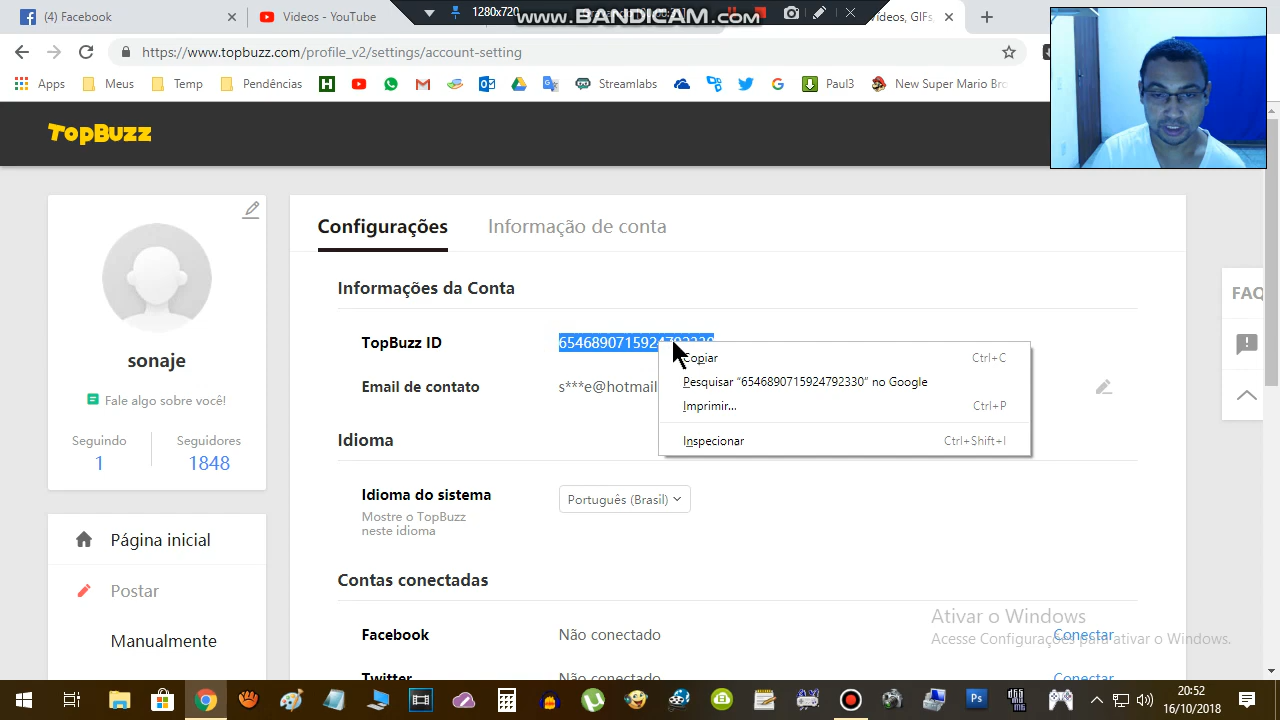 (4) Facebook
Videos - YouTube
1280x720
www.BANDICAM.com
ídeos, GIFs,
https://www.topbuzz.com/profile_v2/settings/account-setting
Apps
Meus
Temp
Pendências
Streamlabs
Paul3
New Super Mario Bro
TopBuzz
sonaje
Fale algo sobre você!
Seguindo
Seguidores
1
1848
Página inicial
Postar
Manualmente
Configurações
Informação de conta
Informações da Conta
TopBuzz ID
6546890715924792330
Email de contato
s***e@hotmail
Copiar
Ctrl+C
Pesquisar “6546890715924792330” no Google
Imprimir...
Ctrl+P
Inspecionar
Ctrl+Shift+I
Idioma
Idioma do sistema
Português (Brasil)
Mostre o TopBuzz
neste idioma
Contas conectadas
Facebook
Não conectado
Conectar
Twitter
Não conectado
FAQ
Ativar o Windows
Acesse Configurações para ativar o Windows.
20:52
16/10/2018